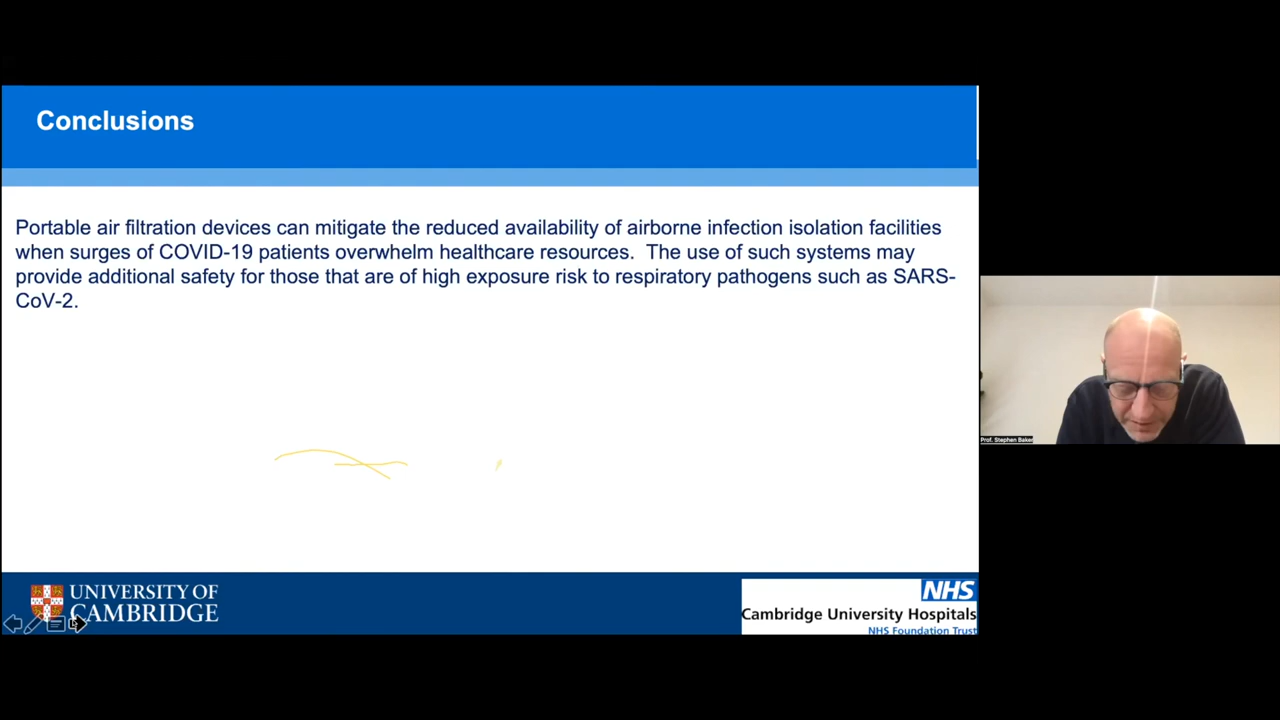 Conclusions
Portable air filtration devices can mitigate the reduced availability of airborne infection isolation facilities
when surges of COVID-19 patients overwhelm healthcare resources.  The use of such systems may
provide additional safety for those that are of high exposure risk to respiratory pathogens such as SARS-
CoV-2.
Prof. Stephen Baker
UNIVERSITY OF
CAMBRIDGE
NHS
Cambridge University Hospitals
NHS Foundation Trust